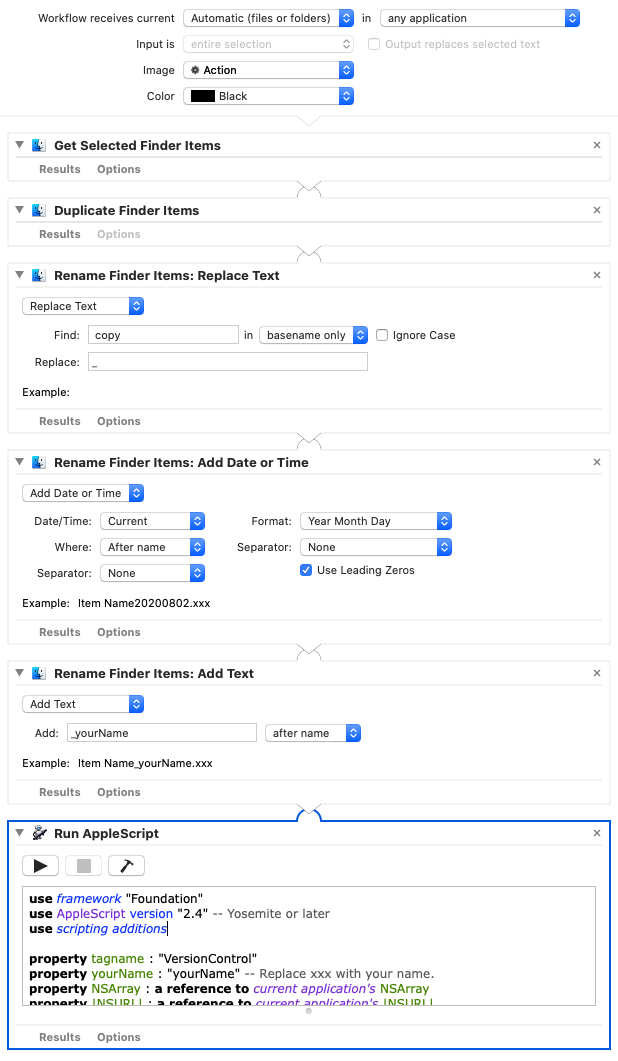 Workflow receives current Automatic (files or folders) in any application
Input is entire selection Output replaces selected text
Image Action
Color Black
Get Selected Finder Items
Results Options
Duplicate Finder Items
Results Options
Rename Finder Items: Replace Text
Replace Text
Find: copy in basename only Ignore Case
Replace: _
Example:
Results Options
Rename Finder Items: Add Date or Time
Add Date or Time
Date/Time: Current Format: Year Month Day
Where: After name Separator: None
Separator: None Use Leading Zeros
Example: Item Name20200802.xxx
Results Options
Rename Finder Items: Add Text
Add Text
Add: _yourName after name
Example: Item Name_yourName.xxx
Results Options
Run AppleScript
use framework "Foundation"
use AppleScript version "2.4" -- Yosemite or later
use scripting additions
property tagname : "VersionControl"
property yourName : "yourName" -- Replace xxx with your name.
property NSArray : a reference to current application's NSArray
property |NSURL| : a reference to current application's |NSURL|
Results Options